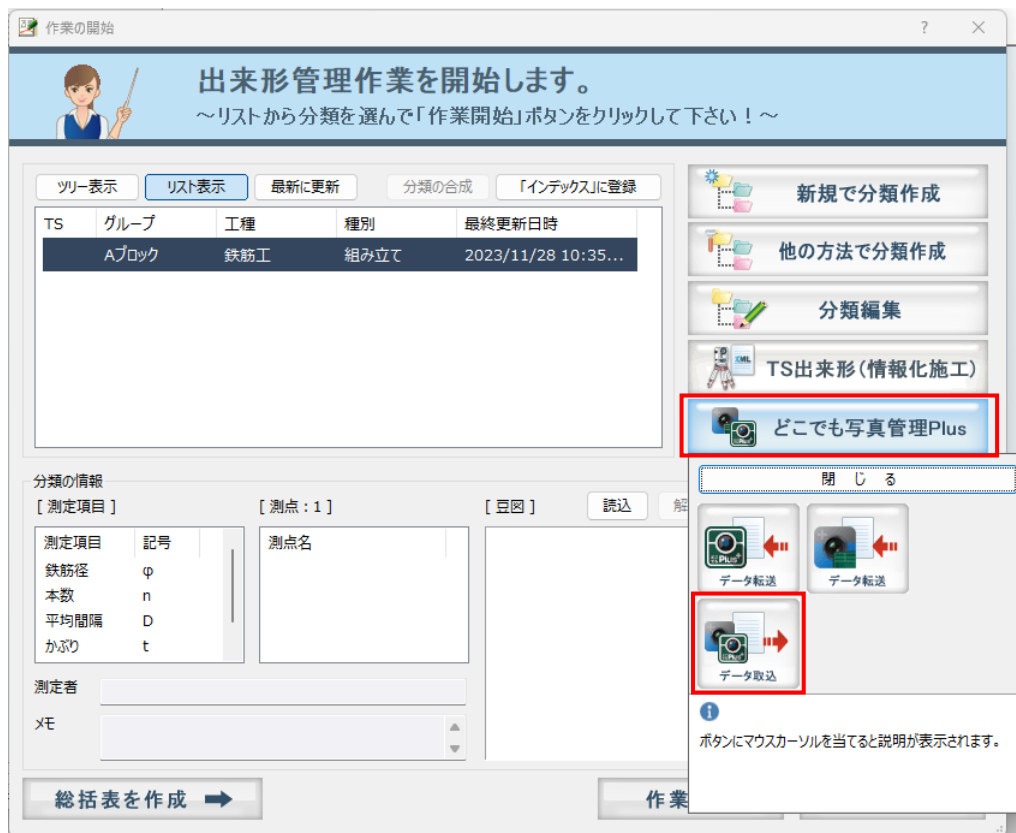 作業の開始
出来形管理作業を開始します。
～リストから分類を選んで「作業開始」ボタンをクリックして下さい！～
ツリー表示 リスト表示 最新に更新 分類の合成 「インデックス」に登録
TS グループ 工種 種別 最終更新日時
Aブロック 鉄筋工 組み立て 2023/11/28 10:35...
新規で分類作成
他の方法で分類作成
分類編集
XML
TS出来形(情報化施工)
どこでも写真管理Plus
閉じる
データ転送 データ転送
データ取込
ボタンにマウスカーソルを当てると説明が表示されます。
分類の情報
[ 測定項目 ] [ 測点 : 1 ] [ 豆図 ] 読込 解
測定項目 記号 測点名
鉄筋径 φ
本数 n
平均間隔 D
かぶり t
測定者
メモ
総括表を作成 作業